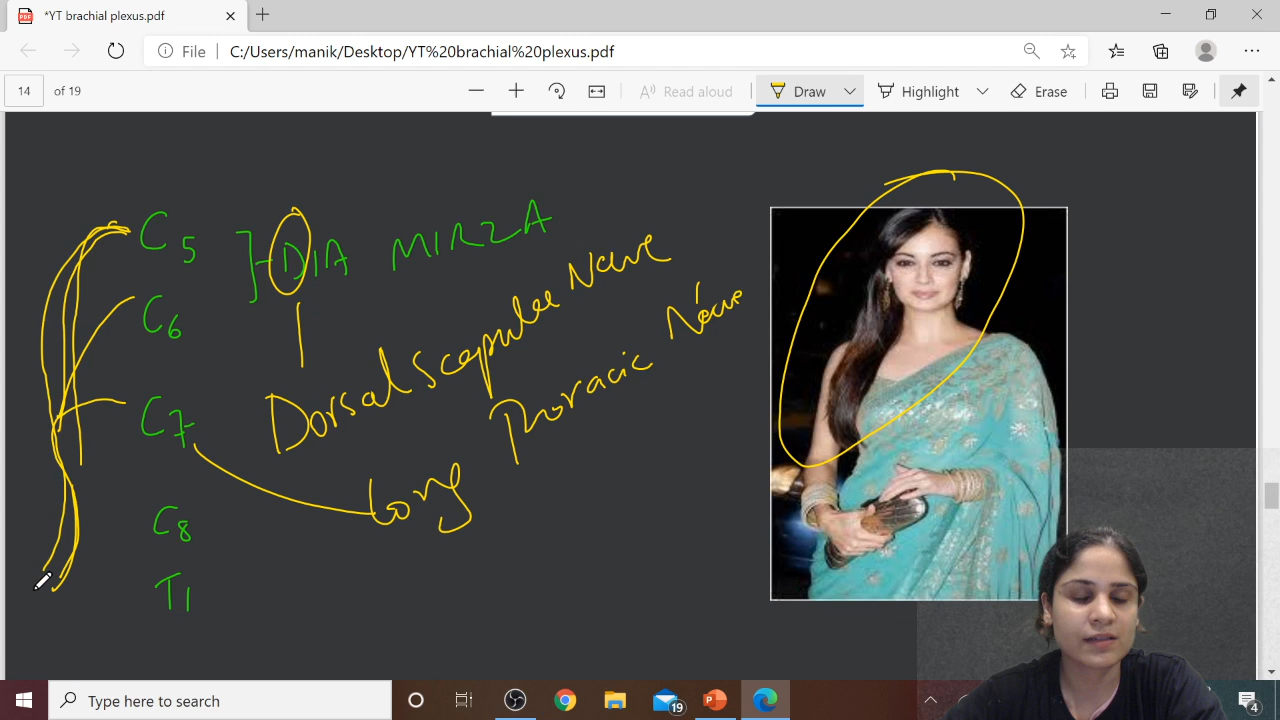 *YT brachial plexus.pdf
File
C:/Users/manik/Desktop/YT%20brachial%20plexus.pdf
14 of 19
Read aloud
Draw
Highlight
Erase
C5 } DIA MIRZA
C6
C7
C8
T1
Dorsal Scapular Nerve
Long Thoracic Nerve
Type here to search
19
4